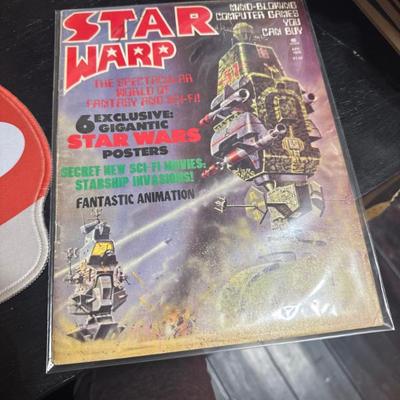 STAR
WARP
MIND-BLOWING
COMPUTER GAMES
YOU
CAN BUY
THE SPECTACULAR
WORLD OF
FANTASY AND SCI-FI!
6 EXCLUSIVE:
GIGANTIC
STAR WARS
POSTERS
SECRET NEW SCI-FI MOVIES:
STARSHIP INVASIONS!
FANTASTIC ANIMATION